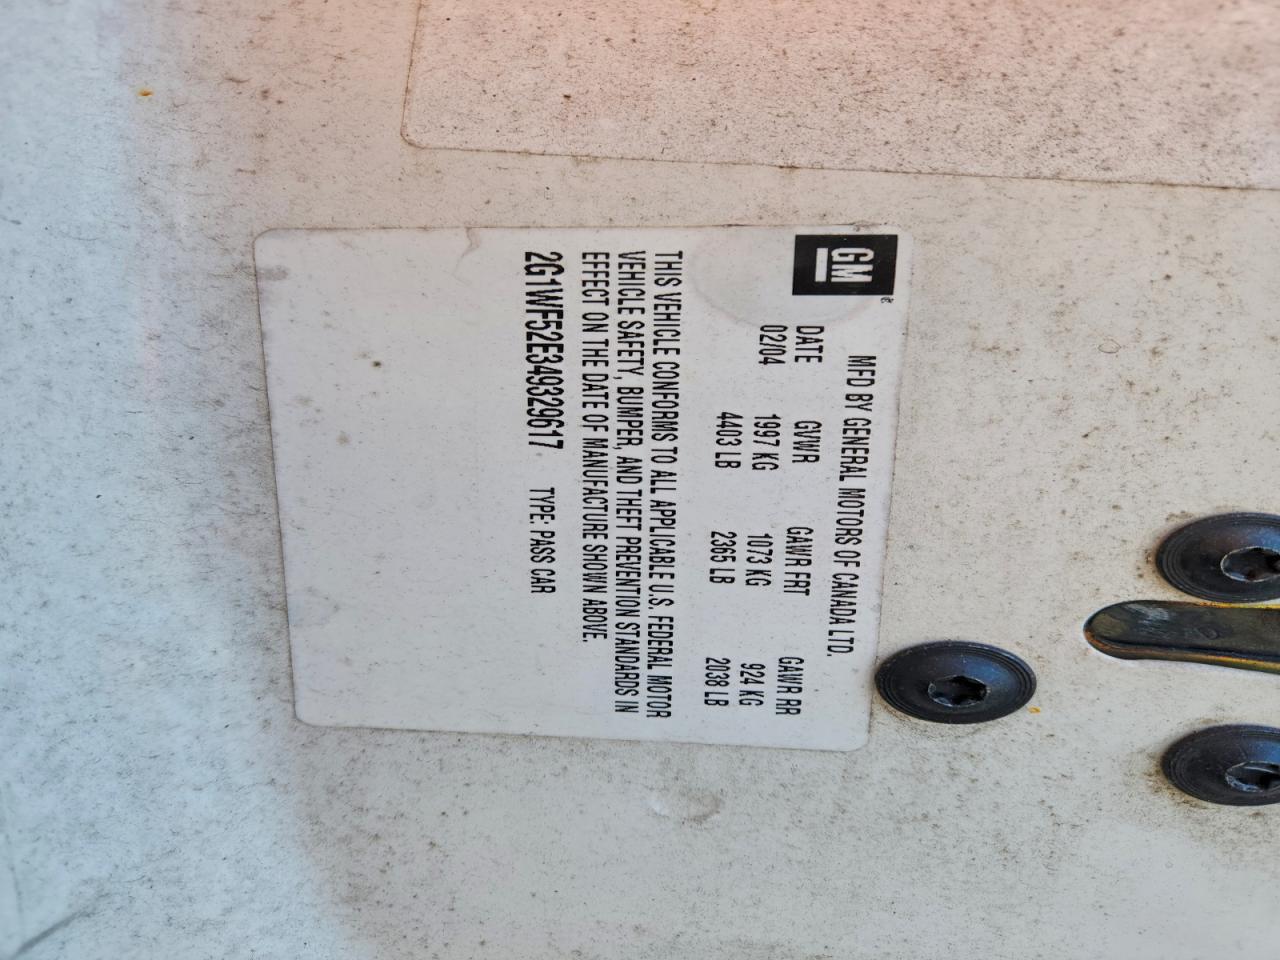 GM
®
MFD BY GENERAL MOTORS OF CANADA LTD.
DATE GVWR GAWR FRT GAWR RR
02/04 1997 KG 1073 KG 924 KG
4403 LB 2365 LB 2038 LB
THIS VEHICLE CONFORMS TO ALL APPLICABLE U.S. FEDERAL MOTOR
VEHICLE SAFETY, BUMPER, AND THEFT PREVENTION STANDARDS IN
EFFECT ON THE DATE OF MANUFACTURE SHOWN ABOVE.
2G1WF52E349329617 TYPE: PASS CAR